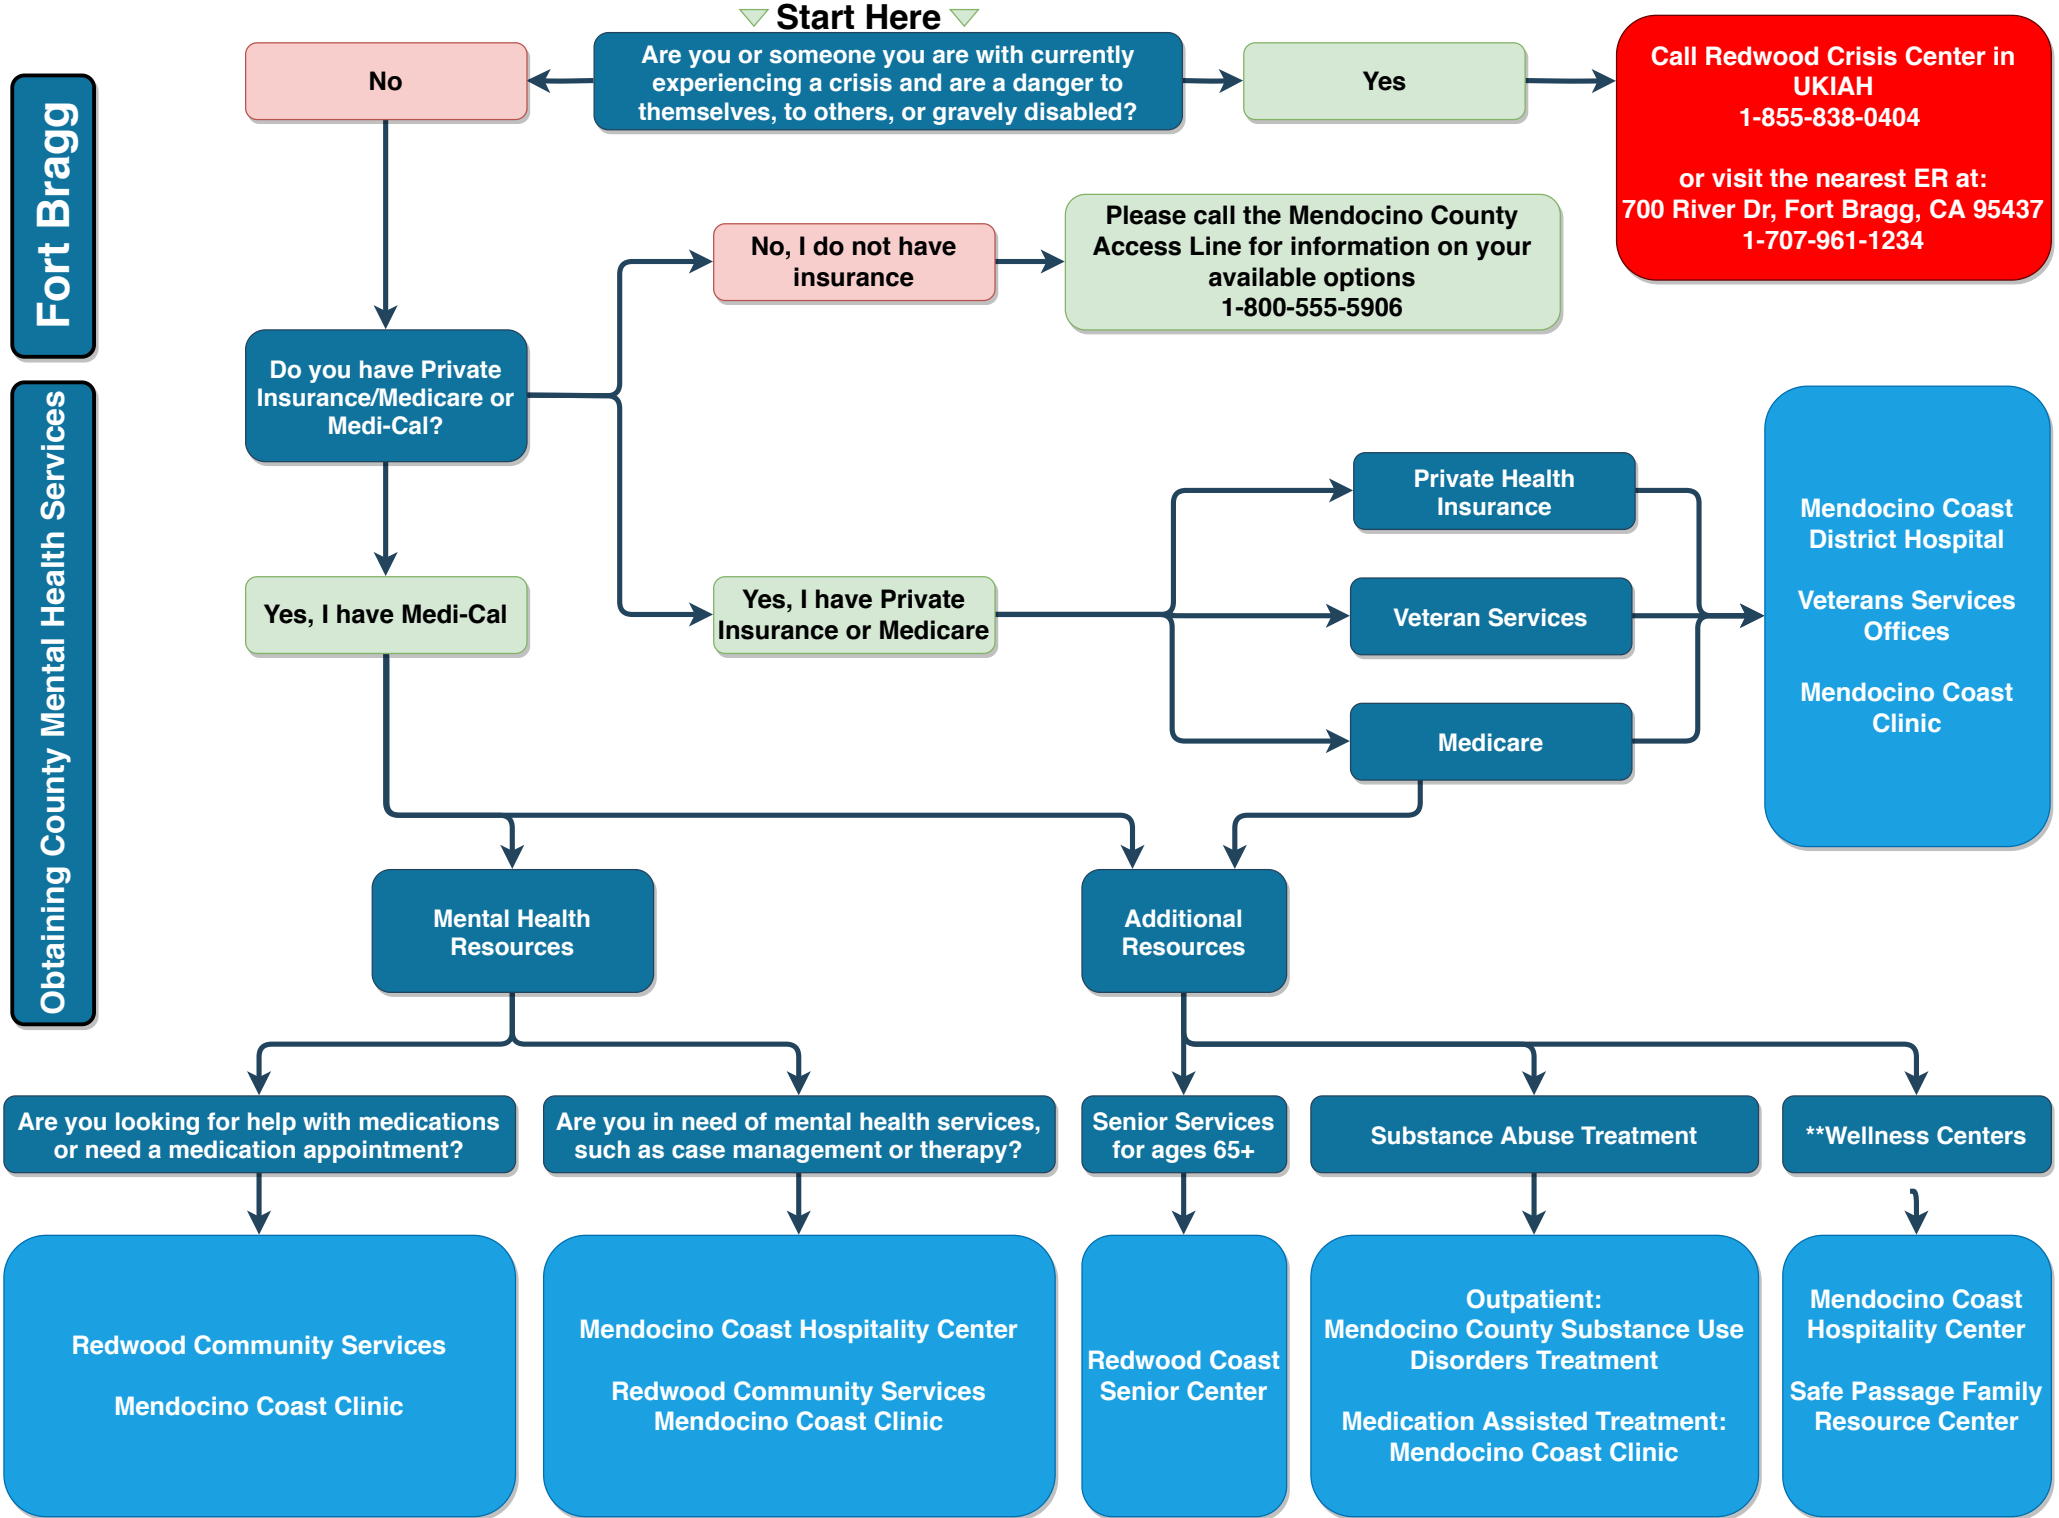 Start Here
Are you or someone you are with currently
experiencing a crisis and are a danger to
themselves, to others, or gravely disabled?
No
Yes
Call Redwood Crisis Center in
UKIAH
1-855-838-0404
or visit the nearest ER at:
700 River Dr, Fort Bragg, CA 95437
1-707-961-1234
Fort Bragg
Obtaining County Mental Health Services
No, I do not have
insurance
Please call the Mendocino County
Access Line for information on your
available options
1-800-555-5906
Do you have Private
Insurance/Medicare or
Medi-Cal?
Yes, I have Medi-Cal
Yes, I have Private
Insurance or Medicare
Private Health
Insurance
Veteran Services
Medicare
Mendocino Coast
District Hospital
Veterans Services
Offices
Mendocino Coast
Clinic
Mental Health
Resources
Additional
Resources
Are you looking for help with medications
or need a medication appointment?
Are you in need of mental health services,
such as case management or therapy?
Senior Services
for ages 65+
Substance Abuse Treatment
**Wellness Centers
Redwood Community Services
Mendocino Coast Clinic
Mendocino Coast Hospitality Center
Redwood Community Services
Mendocino Coast Clinic
Redwood Coast
Senior Center
Outpatient:
Mendocino County Substance Use
Disorders Treatment
Medication Assisted Treatment:
Mendocino Coast Clinic
Mendocino Coast
Hospitality Center
Safe Passage Family
Resource Center